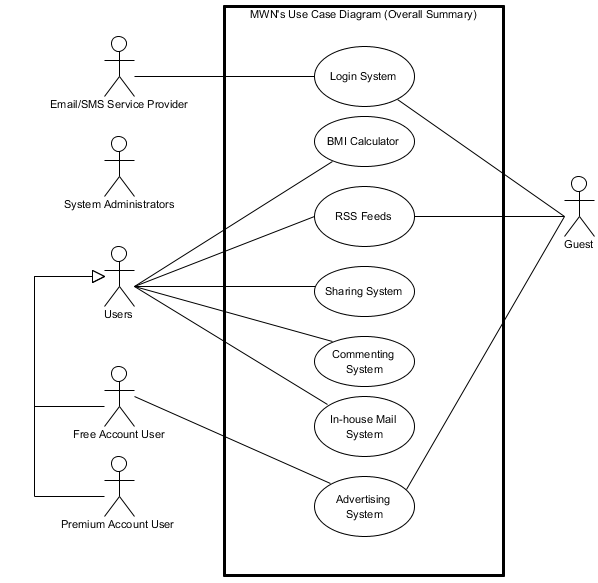 MWN's Use Case Diagram (Overall Summary)
Login System
Email/SMS Service Provider
BMI Calculator
System Administrators
RSS Feeds
Guest
Sharing System
Users
Commenting
System
In-house Mail
System
Free Account User
Advertising
System
Premium Account User